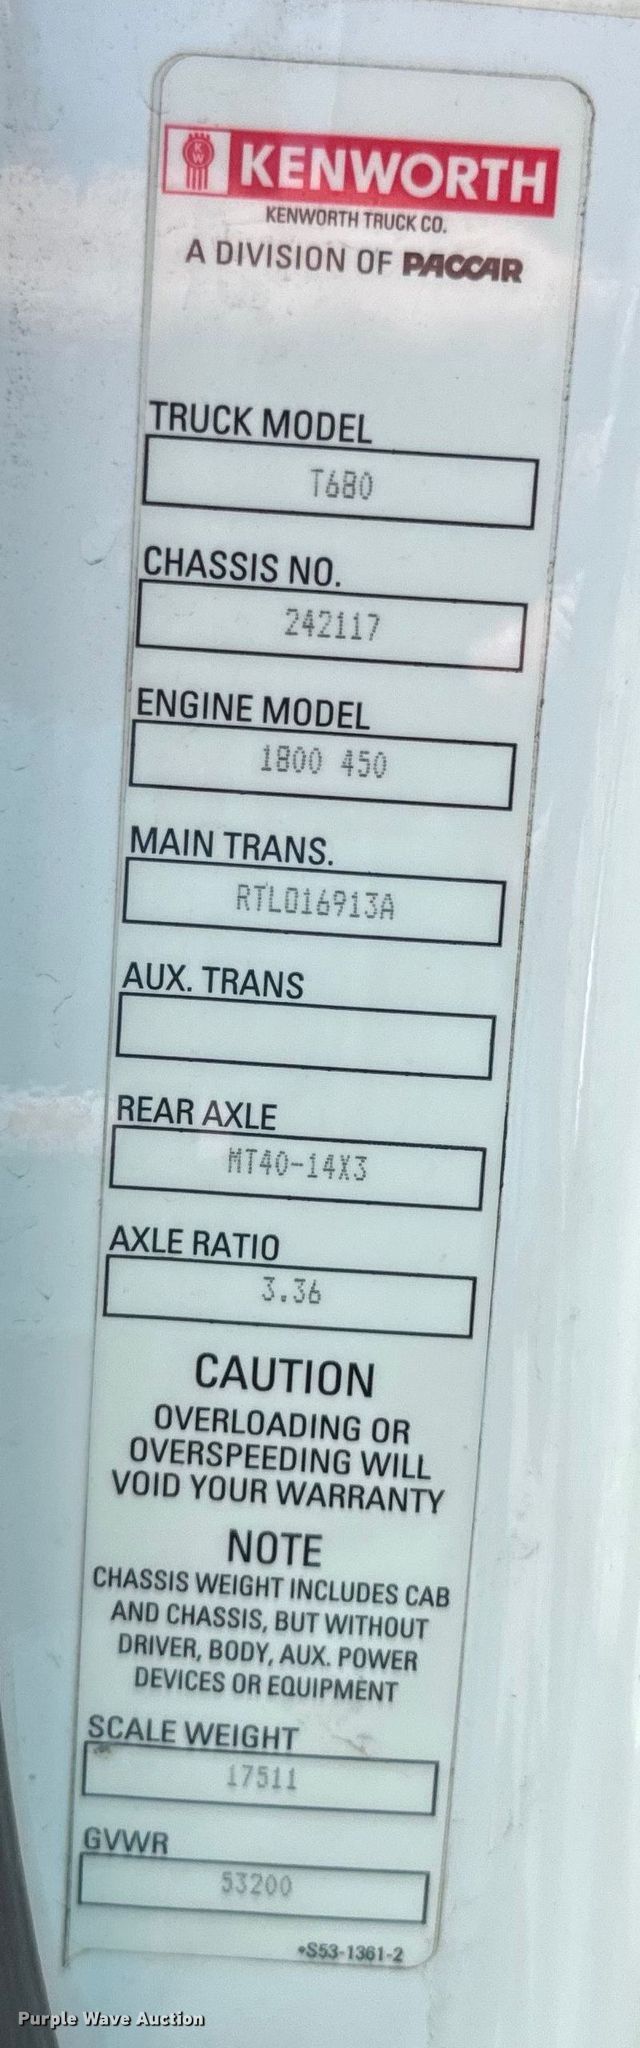 KW KENWORTH
KENWORTH TRUCK CO.
A DIVISION OF PACCAR
TRUCK MODEL
T680
CHASSIS NO.
242117
ENGINE MODEL
1800 450
MAIN TRANS.
RTLO16913A
AUX. TRANS
REAR AXLE
MT40-14X3
AXLE RATIO
3.36
CAUTION
OVERLOADING OR
OVERSPEEDING WILL
VOID YOUR WARRANTY
NOTE
CHASSIS WEIGHT INCLUDES CAB
AND CHASSIS, BUT WITHOUT
DRIVER, BODY, AUX. POWER
DEVICES OR EQUIPMENT
SCALE WEIGHT
17511
GVWR
53200
•S53-1361-2
Purple Wave Auction